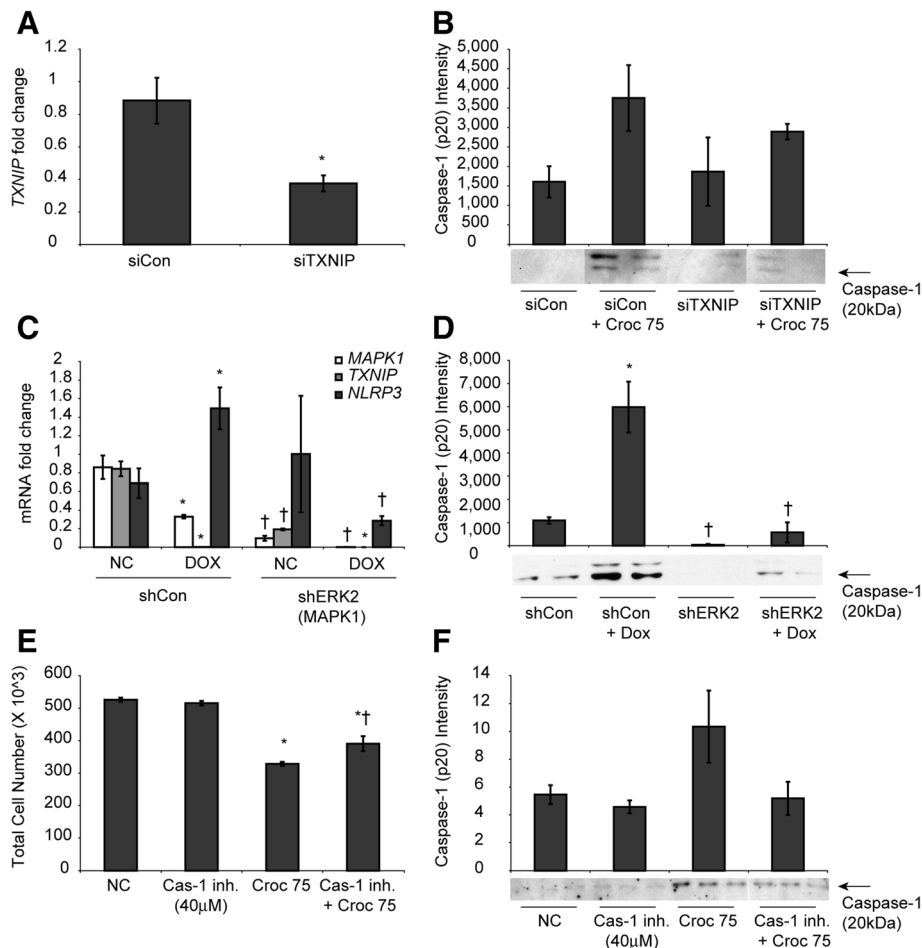 A
TXNIP fold change
1.2
1
0.8
0.6
0.4
0.2
0
*
siCon
siTXNIP
B
Caspase-1 (p20) Intensity
5,000
4,500
4,000
3,500
3,000
2,500
2,000
1,500
1,000
500
0
siCon
siCon
+ Croc 75
siTXNIP
siTXNIP
+ Croc 75
Caspase-1
(20kDa)
C
mRNA fold change
2
1.8
1.6
1.4
1.2
1
0.8
0.6
0.4
0.2
0
MAPK1
TXNIP
NLRP3
* * *
† † † * †
NC
DOX
NC
DOX
shCon
shERK2
(MAPK1)
D
Caspase-1 (p20) Intensity
8,000
7,000
6,000
5,000
4,000
3,000
2,000
1,000
0
*
†
†
shCon
shCon
+ Dox
shERK2
shERK2
+ Dox
Caspase-1
(20kDa)
E
Total Cell Number (X 10^3)
600
500
400
300
200
100
0
*
*†
NC
Cas-1 inh.
(40µM)
Croc 75
Cas-1 inh.
+ Croc 75
F
Caspase-1 (p20) Intensity
14
12
10
8
6
4
2
0
NC
Cas-1 inh.
(40µM)
Croc 75
Cas-1 inh.
+ Croc 75
Caspase-1
(20kDa)